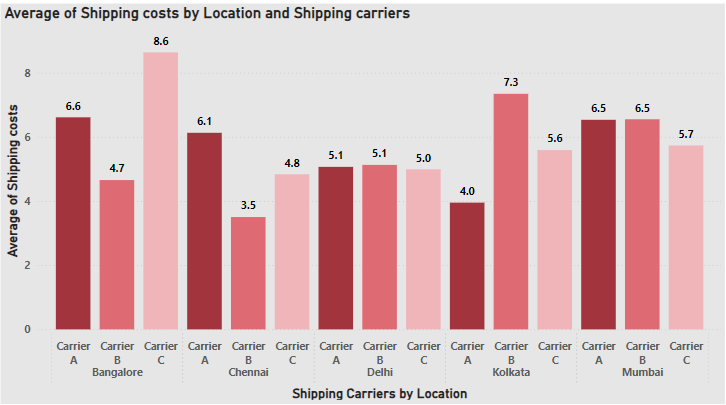 Average of Shipping costs by Location and Shipping carriers
Average of Shipping costs
8
6
4
2
0
6.6
4.7
8.6
6.1
3.5
4.8
5.1
5.1
5.0
4.0
7.3
5.6
6.5
6.5
5.7
Carrier A
Carrier B
Carrier C
Bangalore
Carrier A
Carrier B
Carrier C
Chennai
Carrier A
Carrier B
Carrier C
Delhi
Carrier A
Carrier B
Carrier C
Kolkata
Carrier A
Carrier B
Carrier C
Mumbai
Shipping Carriers by Location